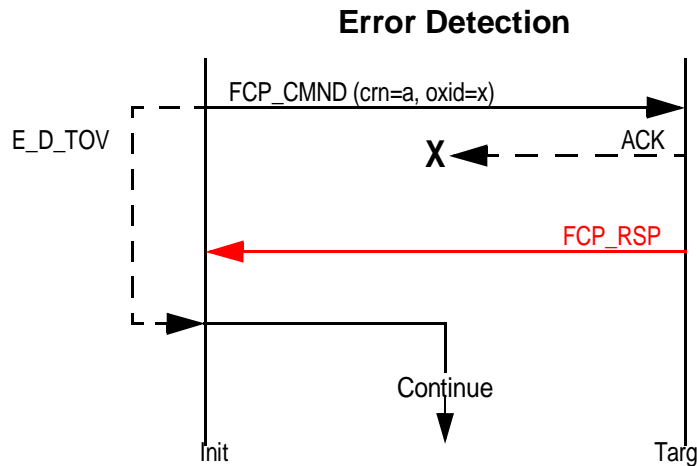 Error Detection
FCP_CMND (crn=a, oxid=x)
E_D_TOV
ACK
X
FCP_RSP
Continue
Init
Targ